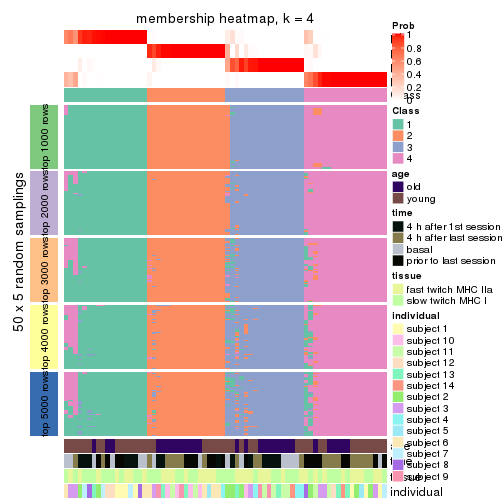 membership heatmap, k = 4
50 x 5 random samplings
top 1000 rows
top 2000 rows
top 3000 rows
top 4000 rows
top 5000 rows
Prob
1
0.8
0.6
0.4
0.2
0
Class
1
2
3
4
age
old
young
time
4 h after 1st session
4 h after last session
basal
prior to last session
tissue
fast twitch MHC IIa
slow twitch MHC I
individual
subject 1
subject 10
subject 11
subject 12
subject 13
subject 14
subject 2
subject 3
subject 4
subject 5
subject 6
subject 7
subject 8
subject 9
individual